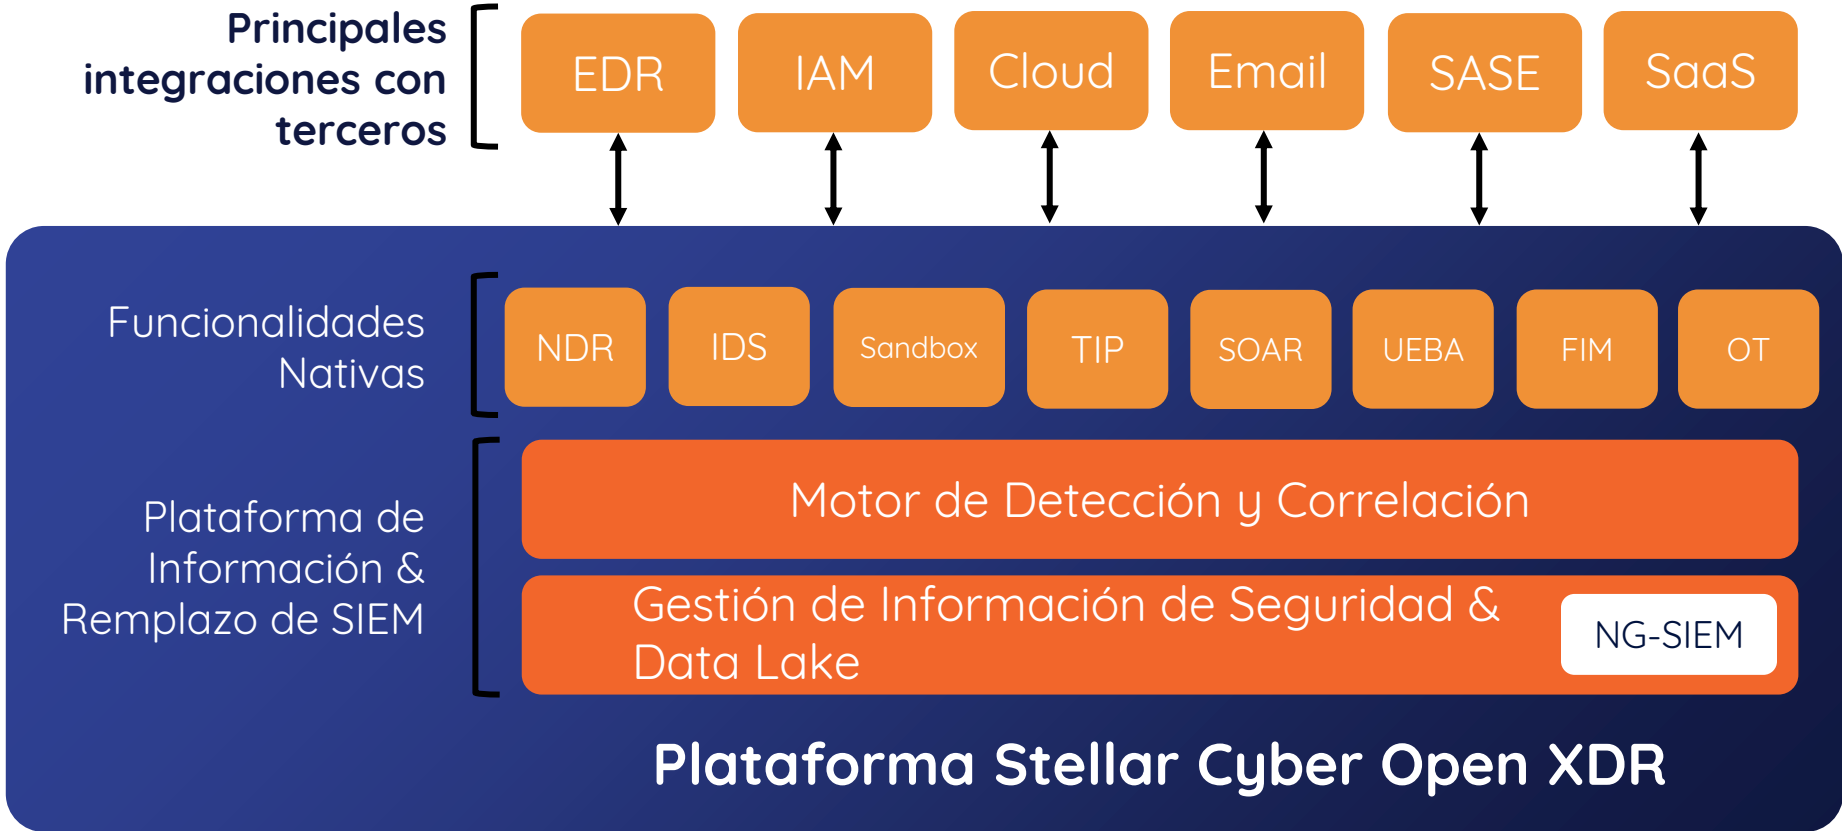 Principales
integraciones con
terceros
EDR
IAM
Cloud
Email
SASE
SaaS
Funcionalidades
Nativas
NDR
IDS
Sandbox
TIP
SOAR
UEBA
FIM
OT
Plataforma de
Información &
Remplazo de SIEM
Motor de Detección y Correlación
Gestión de Información de Seguridad &
Data Lake
NG-SIEM
Plataforma Stellar Cyber Open XDR